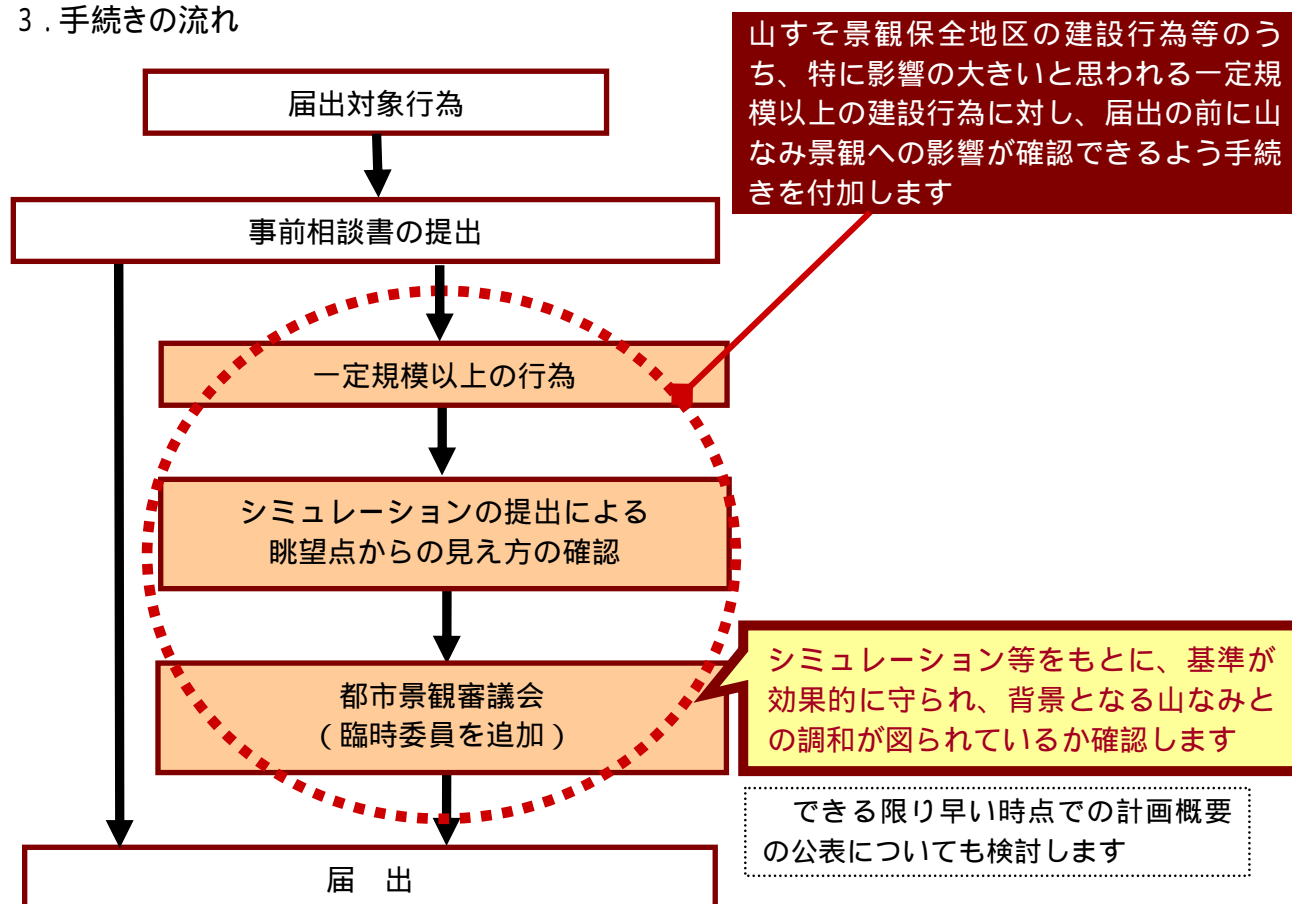 3．手続きの流れ
山すそ景観保全地区の建設行為等のう
ち、特に影響の大きいと思われる一定規
模以上の建設行為に対し、届出の前に山
なみ景観への影響が確認できるよう手続
きを付加します
届出対象行為
事前相談書の提出
一定規模以上の行為
シミュレーションの提出による
眺望点からの見え方の確認
都市景観審議会
（臨時委員を追加）
シミュレーション等をもとに、基準が
効果的に守られ、背景となる山なみと
の調和が図られているか確認します
できる限り早い時点での計画概要
の公表についても検討します
届　出